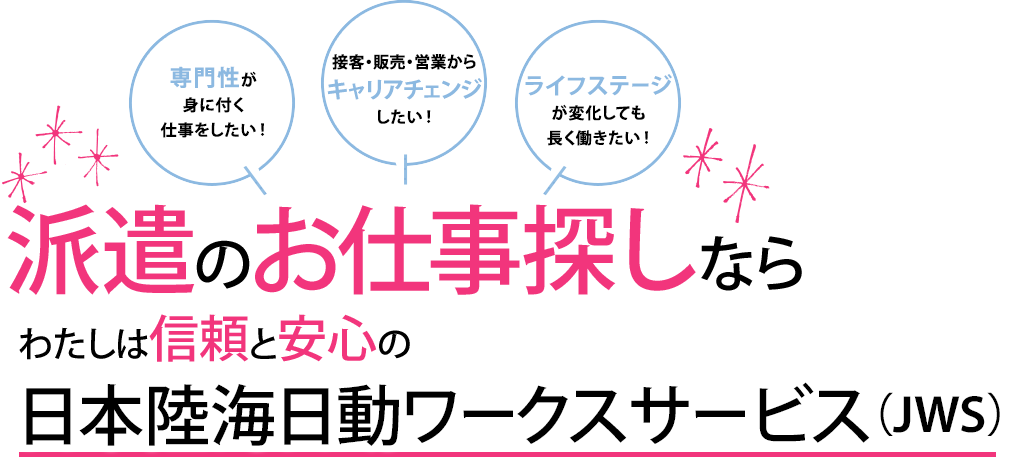 専門性が
身に付く
仕事をしたい！
接客・販売・営業から
キャリアチェンジ
したい！
ライフステージ
が変化しても
長く働きたい！
派遣のお仕事探しなら
わたしは信頼と安心の
日本陸海日動ワークスサービス（JWS）